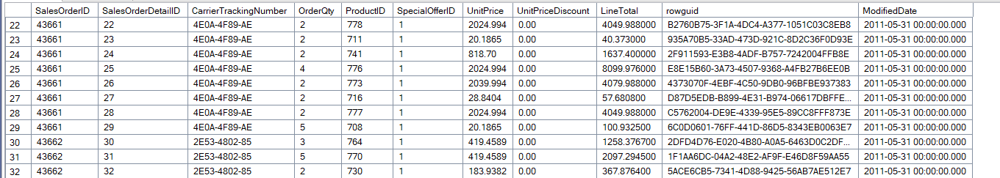 SalesOrderID SalesOrderDetailID CarrierTrackingNumber OrderQty ProductID SpecialOfferID UnitPrice UnitPriceDiscount LineTotal rowguid ModifiedDate
22 43661 22 4E0A-4F89-AE 2 778 1 2024.994 0.00 4049.988000 B2760B75-3F1A-4DC4-A377-1051C03C8EB8 2011-05-31 00:00:00.000
23 43661 23 4E0A-4F89-AE 2 711 1 20.1865 0.00 40.373000 935A70B5-33AD-473D-921C-8D2C36F0D93E 2011-05-31 00:00:00.000
24 43661 24 4E0A-4F89-AE 2 741 1 818.70 0.00 1637.400000 2F911593-E3B8-4ADF-B757-7242004FFB8E 2011-05-31 00:00:00.000
25 43661 25 4E0A-4F89-AE 4 776 1 2024.994 0.00 8099.976000 E8E15B60-3A73-4507-9368-A4FB27B6EE0B 2011-05-31 00:00:00.000
26 43661 26 4E0A-4F89-AE 2 773 1 2039.994 0.00 4079.988000 4373070F-4EBF-4C50-9DB0-96BFBE937383 2011-05-31 00:00:00.000
27 43661 27 4E0A-4F89-AE 2 716 1 28.8404 0.00 57.680800 D87D5EDB-B899-4E31-B974-06617DBFFE... 2011-05-31 00:00:00.000
28 43661 28 4E0A-4F89-AE 2 777 1 2024.994 0.00 4049.988000 C5762004-DE9E-4339-95E5-89CC8FFF873E 2011-05-31 00:00:00.000
29 43661 29 4E0A-4F89-AE 5 708 1 20.1865 0.00 100.932500 6C0D0601-76FF-441D-86D5-8343EB0063E7 2011-05-31 00:00:00.000
30 43662 30 2E53-4802-85 3 764 1 419.4589 0.00 1258.376700 2DFD4D76-E020-4B80-A0A5-6463D0C2DF... 2011-05-31 00:00:00.000
31 43662 31 2E53-4802-85 5 770 1 419.4589 0.00 2097.294500 1F1AA6DC-04A2-48E2-AF9F-E46D8F59AA55 2011-05-31 00:00:00.000
32 43662 32 2E53-4802-85 2 730 1 183.9382 0.00 367.876400 5ACE6CB5-7341-4D88-9425-56AB7AE512E7 2011-05-31 00:00:00.000